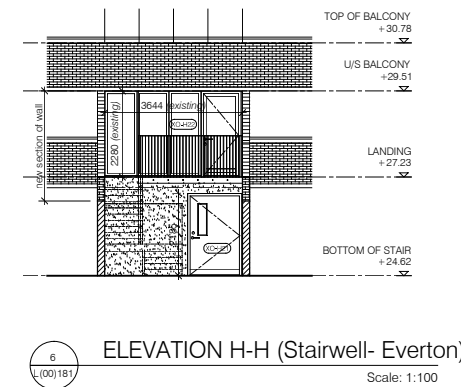 TOP OF BALCONY
+30.78
U/S BALCONY
+29.51
3644 (existing)
XO-H22
2280 (existing)
new section of wall
LANDING
+27.23
XO-H21
BOTTOM OF STAIR
+24.62
6
L(00)181
ELEVATION H-H (Stairwell- Everton)
Scale: 1:100